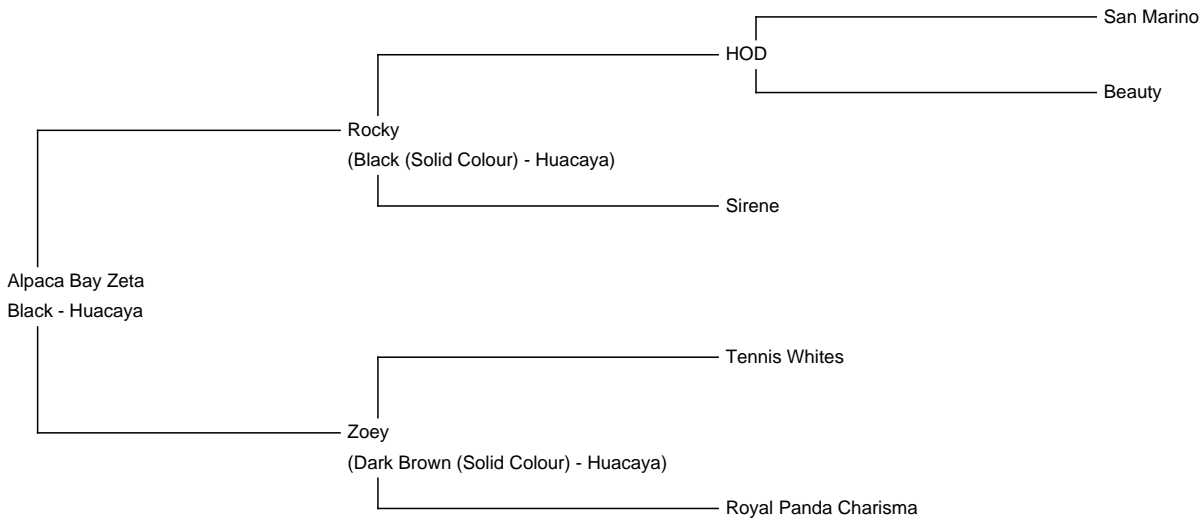 San Marino
HOD
Beauty
Rocky
(Black (Solid Colour) - Huacaya)
Sirene
Alpaca Bay Zeta
Black - Huacaya
Tennis Whites
Zoey
(Dark Brown (Solid Colour) - Huacaya)
Royal Panda Charisma